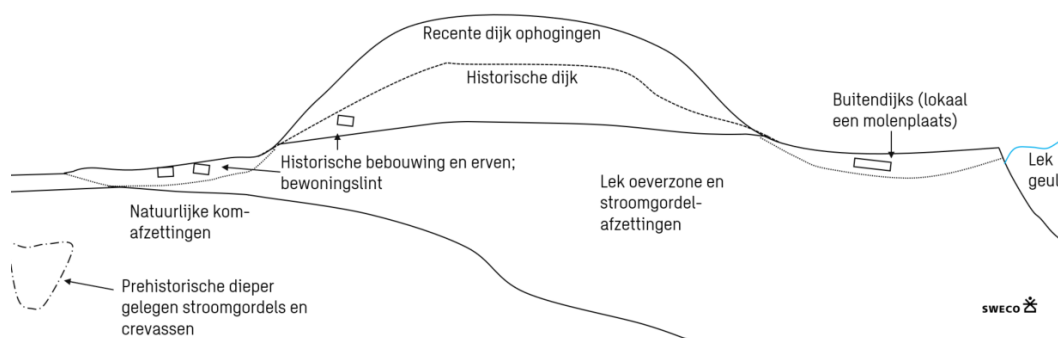 Recente dijk ophogingen
Historische dijk
Buitendijks (lokaal
een molenplaats)
Historische bebouwing en erven;
bewoningslint
Lek oeverzone en
stroomgordel-
afzettingen
Lek
geul
Natuurlijke kom-
afzettingen
Prehistorische dieper
gelegen stroomgordels en
crevassen
SWECO